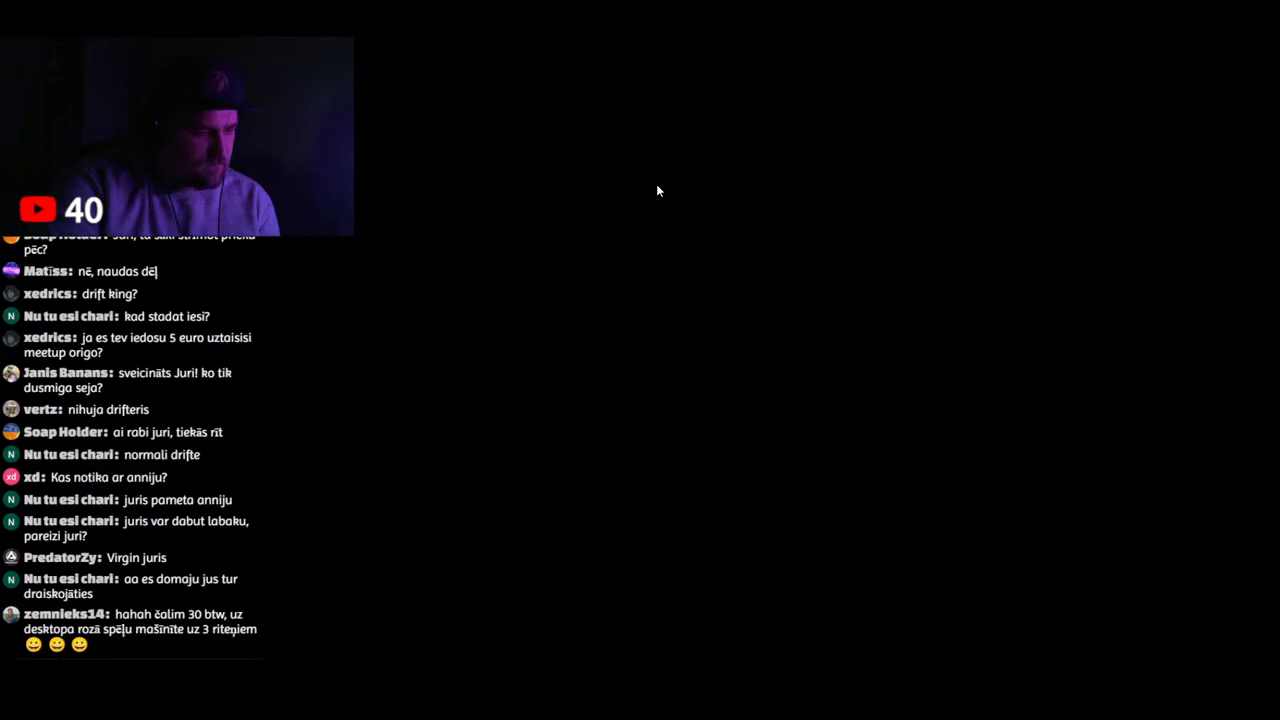 40
pēc?
Matīss: nē, naudas dēļ
xedrics: drift king?
Nu tu esi chari: kad stadat iesi?
xedrics: ja es tev iedosu 5 euro uztaisisi
meetup origo?
Janis Banans: sveicināts Juri! ko tik
dusmiga seja?
vertz: nihuja drifteris
Soap Holder: ai rabi juri, tiekās rīt
Nu tu esi chari: normali drifte
xd xd: Kas notika ar anniju?
Nu tu esi chari: juris pameta anniju
Nu tu esi chari: juris var dabut labaku,
pareizi juri?
PredatorZy: Virgin juris
Nu tu esi chari: aa es domaju jus tur
draiskojāties
zemnieks14: hahah čalim 30 btw, uz
desktopa rozā spēļu mašīnīte uz 3 riteņiem
😀 😀 😀